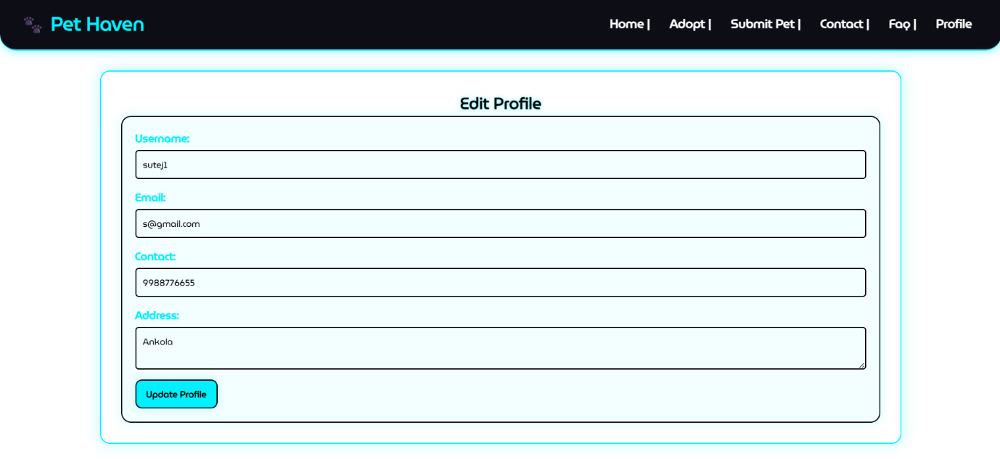 Pet Haven
Home | Adopt | Submit Pet | Contact | Faq | Profile
Edit Profile
Username:
sutej1
Email:
s@gmail.com
Contact:
9988776655
Address:
Ankola
Update Profile